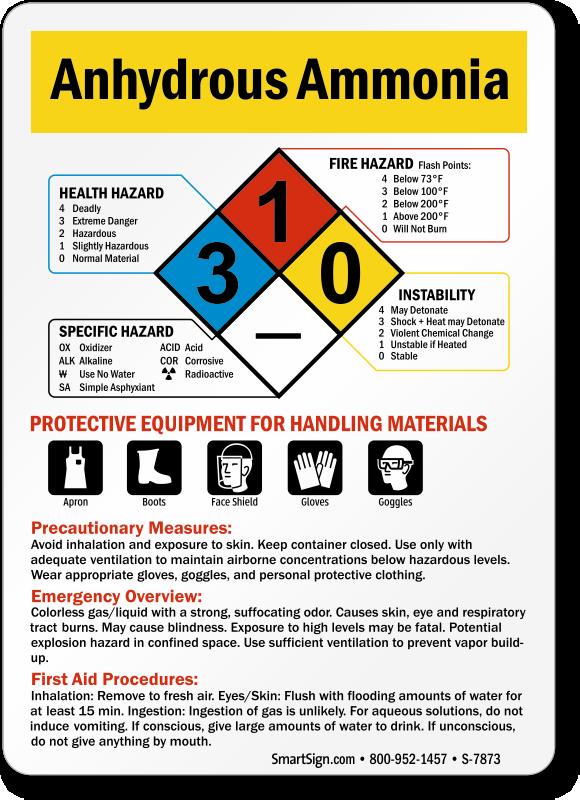 Anhydrous Ammonia
HEALTH HAZARD
4 Deadly
3 Extreme Danger
2 Hazardous
1 Slightly Hazardous
0 Normal Material
FIRE HAZARD Flash Points:
4 Below 73°F
3 Below 100°F
2 Below 200°F
1 Above 200°F
0 Will Not Burn
1
3
0
—
INSTABILITY
4 May Detonate
3 Shock + Heat may Detonate
2 Violent Chemical Change
1 Unstable if Heated
0 Stable
SPECIFIC HAZARD
OX Oxidizer
ALK Alkaline
W Use No Water
SA Simple Asphyxiant
ACID Acid
COR Corrosive
Radioactive
PROTECTIVE EQUIPMENT FOR HANDLING MATERIALS
Apron
Boots
Face Shield
Gloves
Goggles
Precautionary Measures:
Avoid inhalation and exposure to skin. Keep container closed. Use only with
adequate ventilation to maintain airborne concentrations below hazardous levels.
Wear appropriate gloves, goggles, and personal protective clothing.
Emergency Overview:
Colorless gas/liquid with a strong, suffocating odor. Causes skin, eye and respiratory
tract burns. May cause blindness. Exposure to high levels may be fatal. Potential
explosion hazard in confined space. Use sufficient ventilation to prevent vapor build-
up.
First Aid Procedures:
Inhalation: Remove to fresh air. Eyes/Skin: Flush with flooding amounts of water for
at least 15 min. Ingestion: Ingestion of gas is unlikely. For aqueous solutions, do not
induce vomiting. If conscious, give large amounts of water to drink. If unconscious,
do not give anything by mouth.
SmartSign.com • 800-952-1457 • S-7873